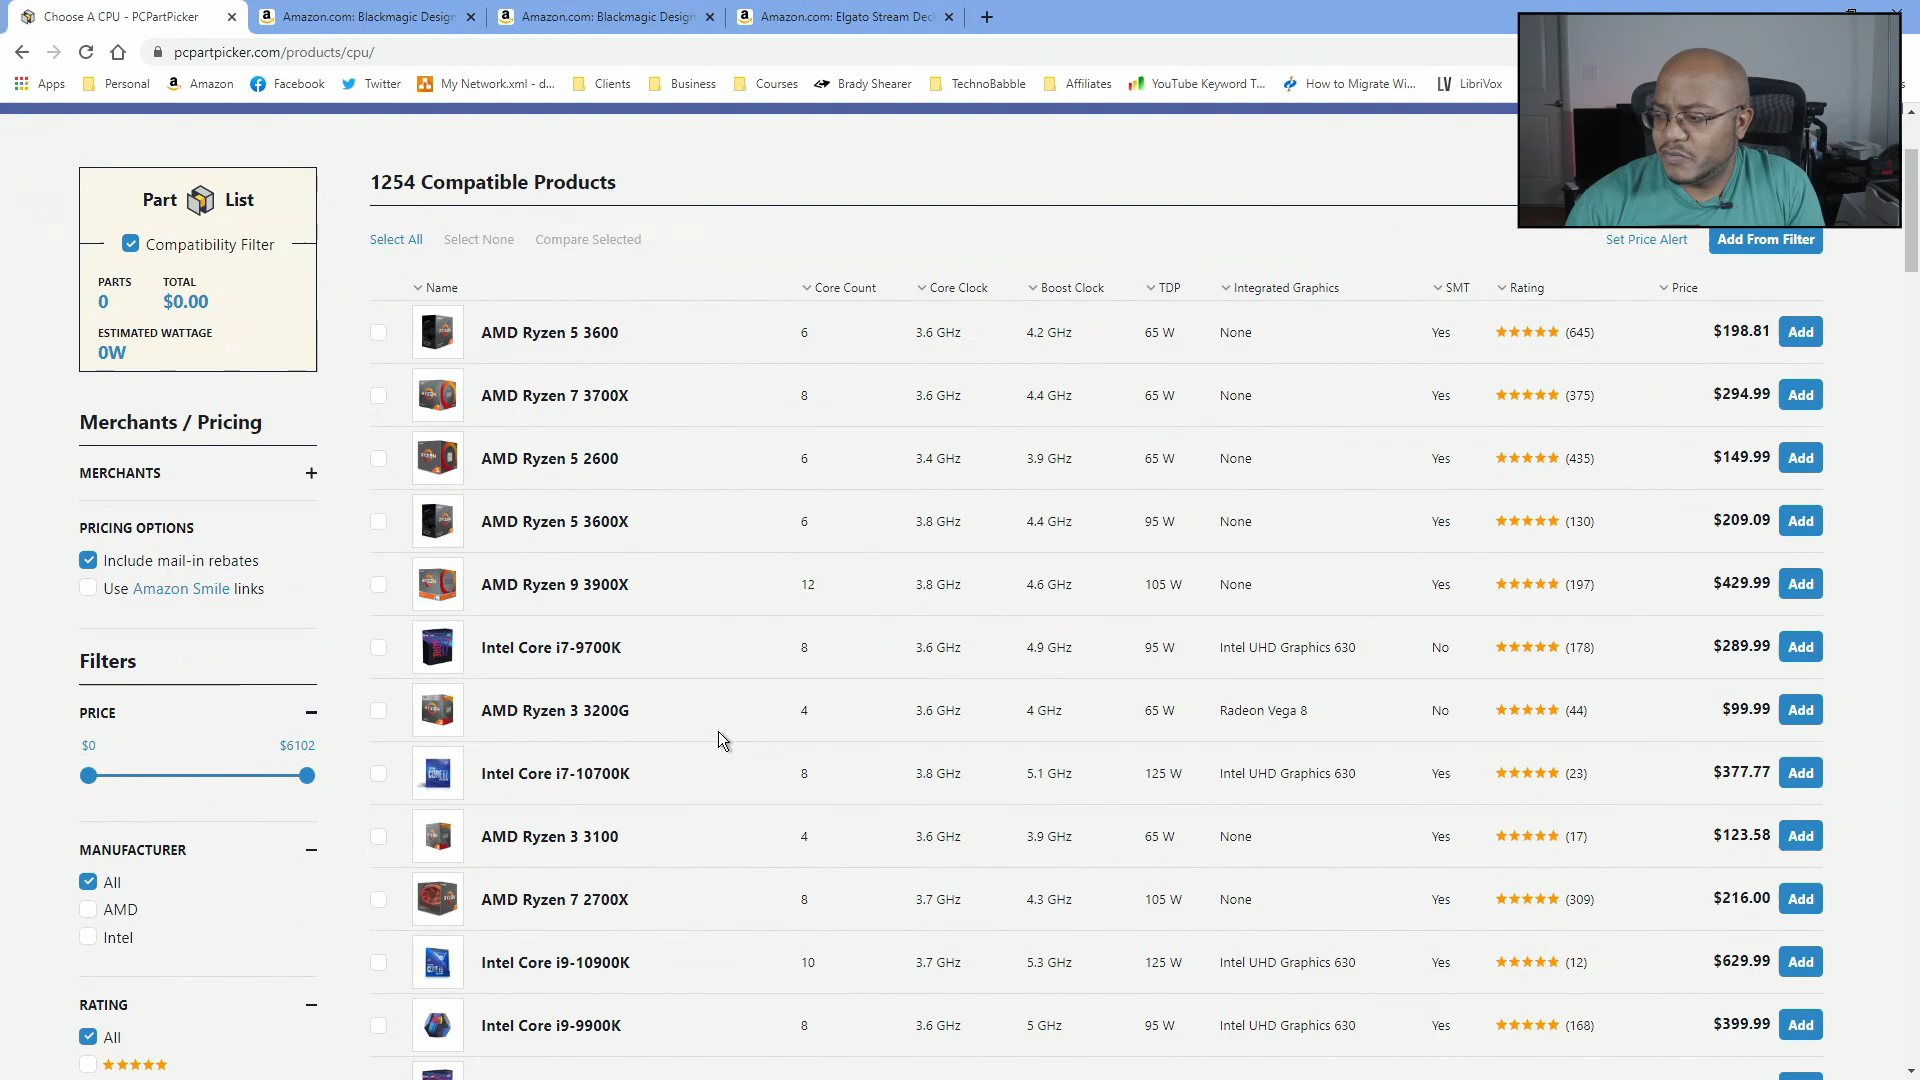 Choose A CPU - PCPartPicker
Amazon.com: Blackmagic Design
Amazon.com: Blackmagic Design
Amazon.com: Elgato Stream Dec
pcpartpicker.com/products/cpu/
Apps
Personal
Amazon
Facebook
Twitter
My Network.xml - d...
Clients
Business
Courses
Brady Shearer
TechnoBabble
Affiliates
YouTube Keyword T...
How to Migrate Wi...
LibriVox
Part List
Compatibility Filter
PARTS TOTAL
0 $0.00
ESTIMATED WATTAGE
0W
Merchants / Pricing
MERCHANTS
PRICING OPTIONS
Include mail-in rebates
Use Amazon Smile links
Filters
PRICE
$0 $6102
MANUFACTURER
All
AMD
Intel
RATING
All
1254 Compatible Products
Select All Select None Compare Selected Set Price Alert Add From Filter
Name Core Count Core Clock Boost Clock TDP Integrated Graphics SMT Rating Price
AMD Ryzen 5 3600 6 3.6 GHz 4.2 GHz 65 W None Yes (645) $198.81 Add
AMD Ryzen 7 3700X 8 3.6 GHz 4.4 GHz 65 W None Yes (375) $294.99 Add
AMD Ryzen 5 2600 6 3.4 GHz 3.9 GHz 65 W None Yes (435) $149.99 Add
AMD Ryzen 5 3600X 6 3.8 GHz 4.4 GHz 95 W None Yes (130) $209.09 Add
AMD Ryzen 9 3900X 12 3.8 GHz 4.6 GHz 105 W None Yes (197) $429.99 Add
Intel Core i7-9700K 8 3.6 GHz 4.9 GHz 95 W Intel UHD Graphics 630 No (178) $289.99 Add
AMD Ryzen 3 3200G 4 3.6 GHz 4 GHz 65 W Radeon Vega 8 No (44) $99.99 Add
Intel Core i7-10700K 8 3.8 GHz 5.1 GHz 125 W Intel UHD Graphics 630 Yes (23) $377.77 Add
AMD Ryzen 3 3100 4 3.6 GHz 3.9 GHz 65 W None Yes (17) $123.58 Add
AMD Ryzen 7 2700X 8 3.7 GHz 4.3 GHz 105 W None Yes (309) $216.00 Add
Intel Core i9-10900K 10 3.7 GHz 5.3 GHz 125 W Intel UHD Graphics 630 Yes (12) $629.99 Add
Intel Core i9-9900K 8 3.6 GHz 5 GHz 95 W Intel UHD Graphics 630 Yes (168) $399.99 Add